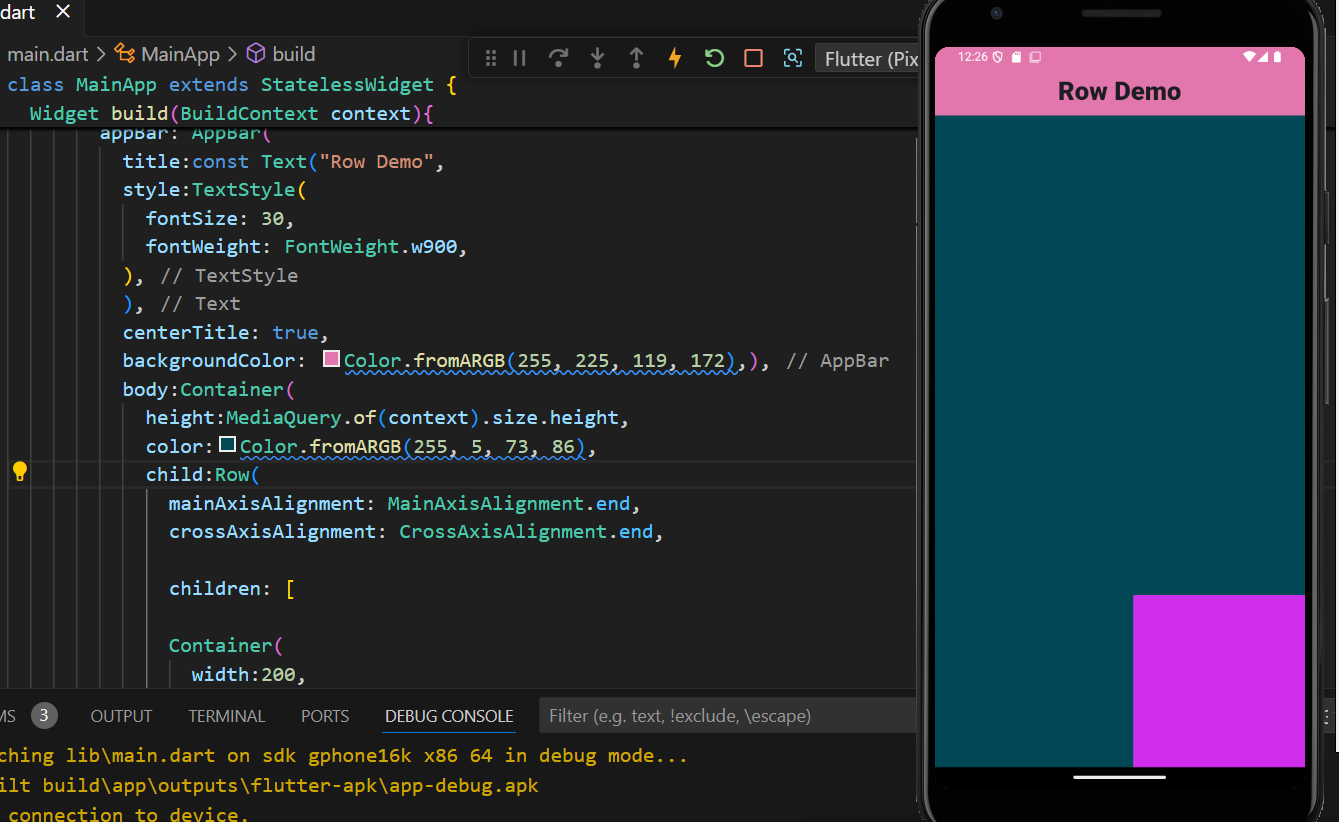 dart ×
main.dart > MainApp > build
Flutter (Pix
class MainApp extends StatelessWidget {
Widget build(BuildContext context){
appBar: AppBar(
title:const Text("Row Demo",
style:TextStyle(
fontSize: 30,
fontWeight: FontWeight.w900,
), // TextStyle
), // Text
centerTitle: true,
backgroundColor: Color.fromARGB(255, 225, 119, 172),), // AppBar
body:Container(
height:MediaQuery.of(context).size.height,
color:Color.fromARGB(255, 5, 73, 86),
child:Row(
mainAxisAlignment: MainAxisAlignment.end,
crossAxisAlignment: CrossAxisAlignment.end,
children: [
Container(
width:200,
MS 3 OUTPUT TERMINAL PORTS DEBUG CONSOLE Filter (e.g. text, !exclude, \escape)
ching lib\main.dart on sdk gphone16k x86 64 in debug mode...
ilt build\app\outputs\flutter-apk\app-debug.apk
connection to device.
12:26
Row Demo